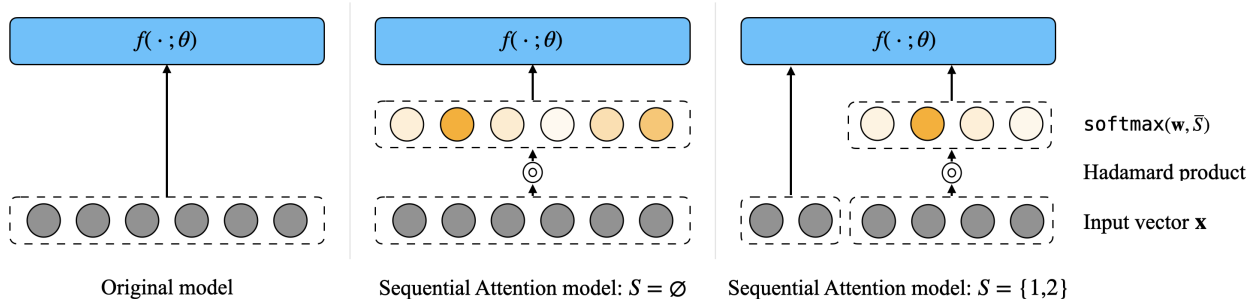 f( · ; θ)
f( · ; θ)
f( · ; θ)
softmax(w, S̅)
Hadamard product
Input vector x
Original model
Sequential Attention model: S = ∅
Sequential Attention model: S = {1,2}